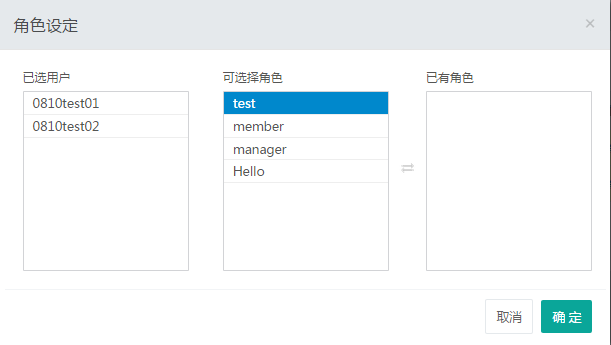 角色设定
×
已选用户
可选择角色
已有角色
0810test01
0810test02
test
member
manager
Hello
取消
确定